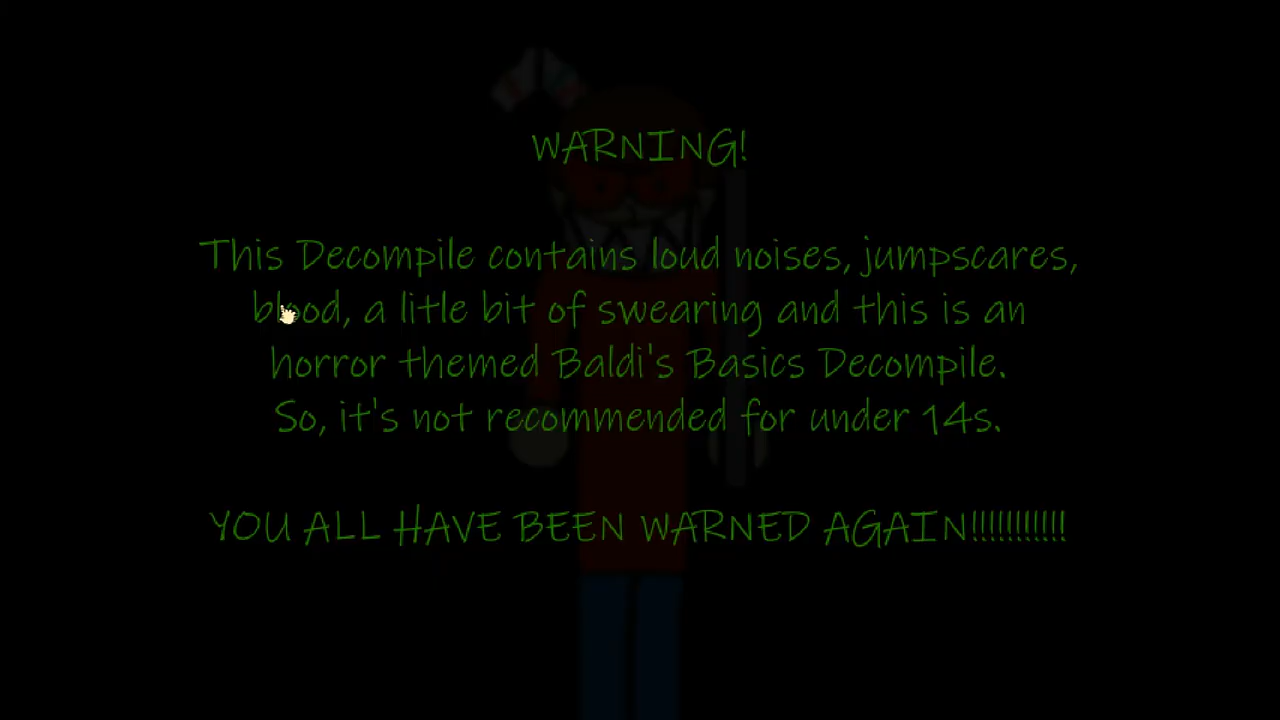 WARNING!
This Decompile contains loud noises, jumpscares,
blood, a little bit of swearing and this is an
horror themed Baldi's Basics Decompile.
So, it's not recommended for under 14s.
YOU ALL HAVE BEEN WARNED AGAIN!!!!!!!!!!!